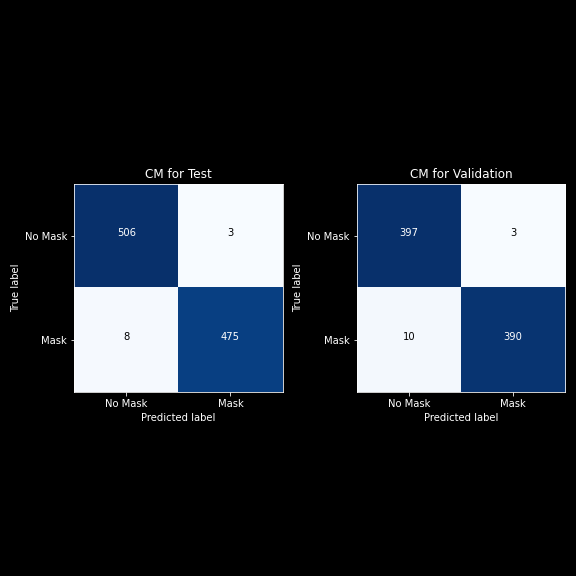 CM for Test
No Mask
506
3
True label
Mask
8
475
No Mask
Mask
Predicted label
CM for Validation
No Mask
397
3
True label
Mask
10
390
No Mask
Mask
Predicted label